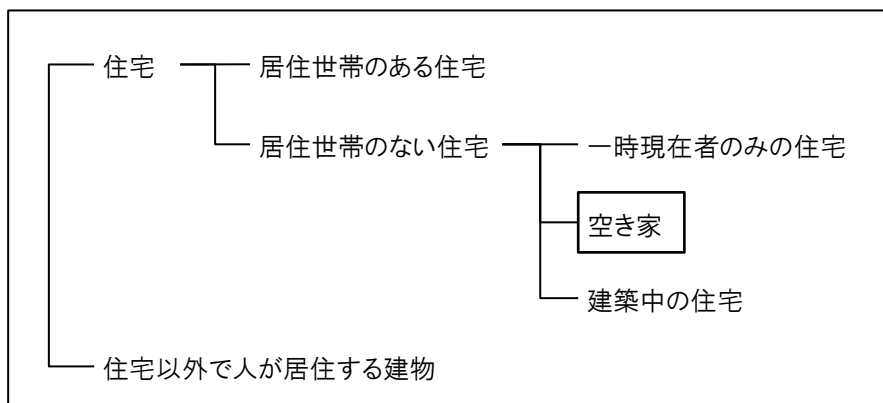 住宅
居住世帯のある住宅
居住世帯のない住宅
一時現在者のみの住宅
空き家
建築中の住宅
住宅以外で人が居住する建物